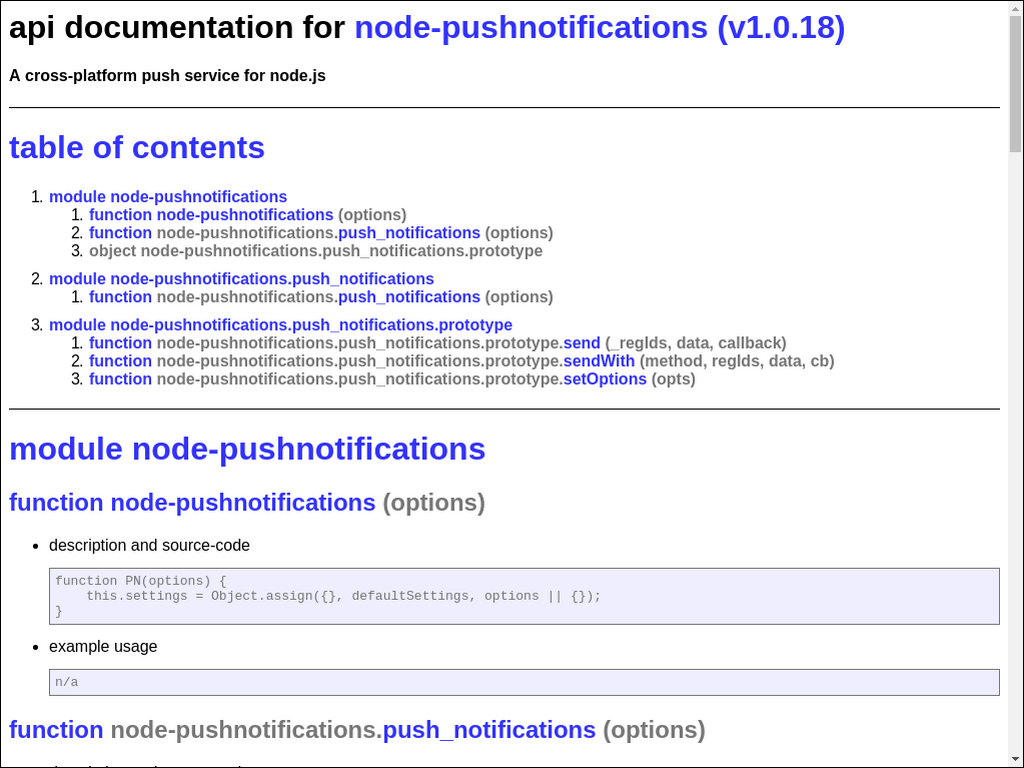 api documentation for node-pushnotifications (v1.0.18)
A cross-platform push service for node.js
table of contents
1. module node-pushnotifications
1. function node-pushnotifications (options)
2. function node-pushnotifications.push_notifications (options)
3. object node-pushnotifications.push_notifications.prototype
2. module node-pushnotifications.push_notifications
1. function node-pushnotifications.push_notifications (options)
3. module node-pushnotifications.push_notifications.prototype
1. function node-pushnotifications.push_notifications.prototype.send (_regIds, data, callback)
2. function node-pushnotifications.push_notifications.prototype.sendWith (method, regIds, data, cb)
3. function node-pushnotifications.push_notifications.prototype.setOptions (opts)
module node-pushnotifications
function node-pushnotifications (options)
• description and source-code
function PN(options) {
    this.settings = Object.assign({}, defaultSettings, options || {});
}
• example usage
n/a
function node-pushnotifications.push_notifications (options)